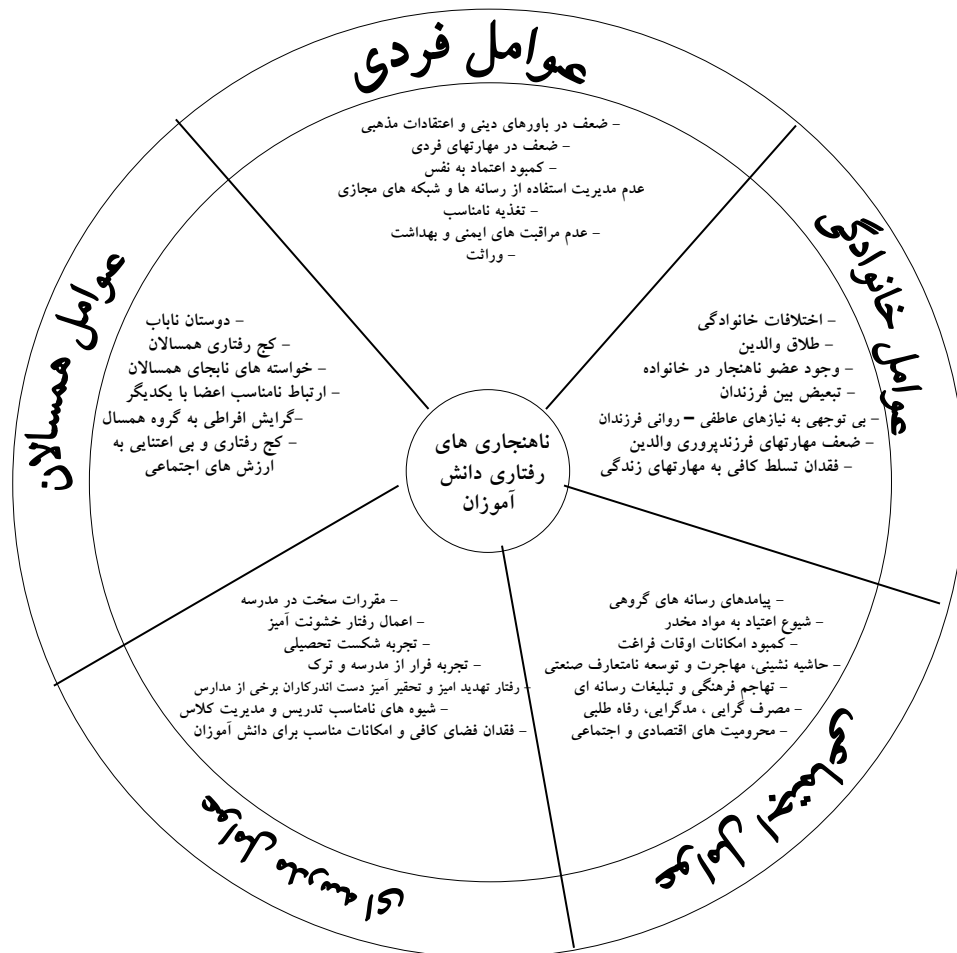 عوامل فردی
- ضعف در باورهای دینی و اعتقادات مذهبی
- ضعف در مهارتهای فردی
- کمبود اعتماد به نفس
عدم مدیریت استفاده از رسانه ها و شبکه های مجازی
- تغذیه نامناسب
- عدم مراقبت های ایمنی و بهداشت
- وراثت
عوامل خانوادگی
- اختلافات خانوادگی
- طلاق والدین
- وجود عضو ناهنجار در خانواده
- تبعیض بین فرزندان
- بی توجهی به نیازهای عاطفی – روانی فرزندان
- ضعف مهارتهای فرزندپروری والدین
- فقدان تسلط کافی به مهارتهای زندگی
عوامل اجتماعی
- پیامدهای رسانه های گروهی
- شیوع اعتیاد به مواد مخدر
- کمبود امکانات اوقات فراغت
- حاشیه نشینی، مهاجرت و توسعه نامتعارف صنعتی
- تهاجم فرهنگی و تبلیغات رسانه ای
- مصرف گرایی ، مدگرایی، رفاه طلبی
- محرومیت های اقتصادی و اجتماعی
عوامل مدرسه ای
- مقررات سخت در مدرسه
- اعمال رفتار خشونت آمیز
- تجربه شکست تحصیلی
- تجربه فرار از مدرسه و ترک
- رفتار تهدید امیز و تحقیر آمیز دست اندرکاران برخی از مدارس
- شیوه های نامناسب تدریس و مدیریت کلاس
- فقدان فضای کافی و امکانات مناسب برای دانش آموزان
عوامل همسالان
- دوستان ناباب
- کج رفتاری همسالان
- خواسته های نابجای همسالان
- ارتباط نامناسب اعضا با یکدیگر
-گرایش افراطی به گروه همسال
- کج رفتاری و بی اعتنایی به
ارزش های اجتماعی
ناهنجاری های
رفتاری دانش
آموزان